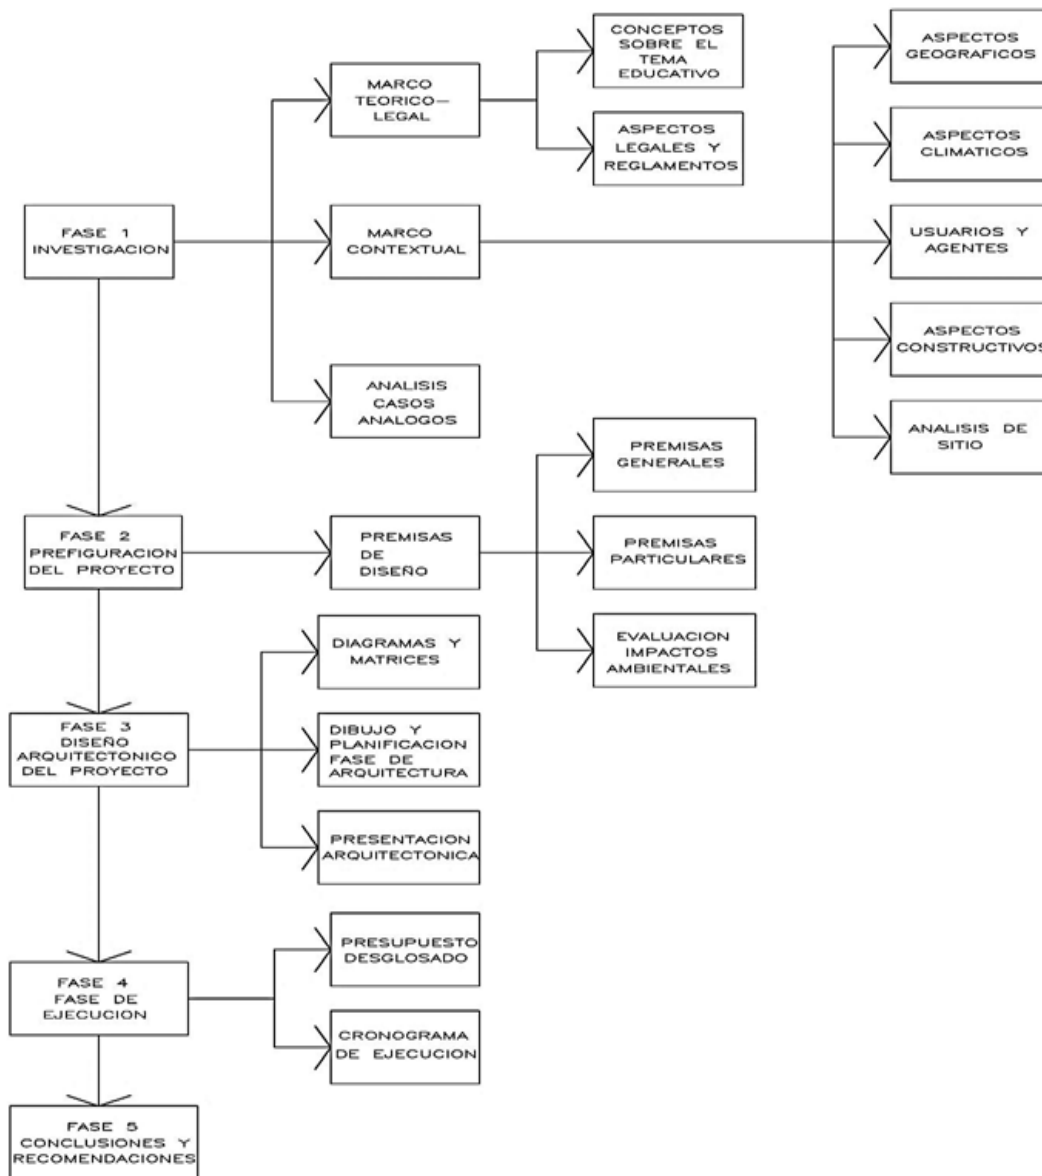 CONCEPTOS
SOBRE EL
TEMA
EDUCATIVO
ASPECTOS
GEOGRAFICOS
MARCO
TEORICO-
LEGAL
ASPECTOS
LEGALES Y
REGLAMENTOS
ASPECTOS
CLIMATICOS
FASE 1
INVESTIGACION
MARCO
CONTEXTUAL
USUARIOS Y
AGENTES
ASPECTOS
CONSTRUCTIVOS
ANALISIS
CASOS
ANALOGOS
ANALISIS DE
SITIO
PREMISAS
GENERALES
FASE 2
PREFIGURACION
DEL PROYECTO
PREMISAS
DE
DISEÑO
PREMISAS
PARTICULARES
EVALUACION
IMPACTOS
AMBIENTALES
DIAGRAMAS Y
MATRICES
FASE 3
DISEÑO
ARQUITECTONICO
DEL PROYECTO
DIBUJO Y
PLANIFICACION
FASE DE
ARQUITECTURA
PRESENTACION
ARQUITECTONICA
PRESUPUESTO
DESGLOSADO
FASE 4
FASE DE
EJECUCION
CRONOGRAMA
DE EJECUCION
FASE 5
CONCLUSIONES Y
RECOMENDACIONES